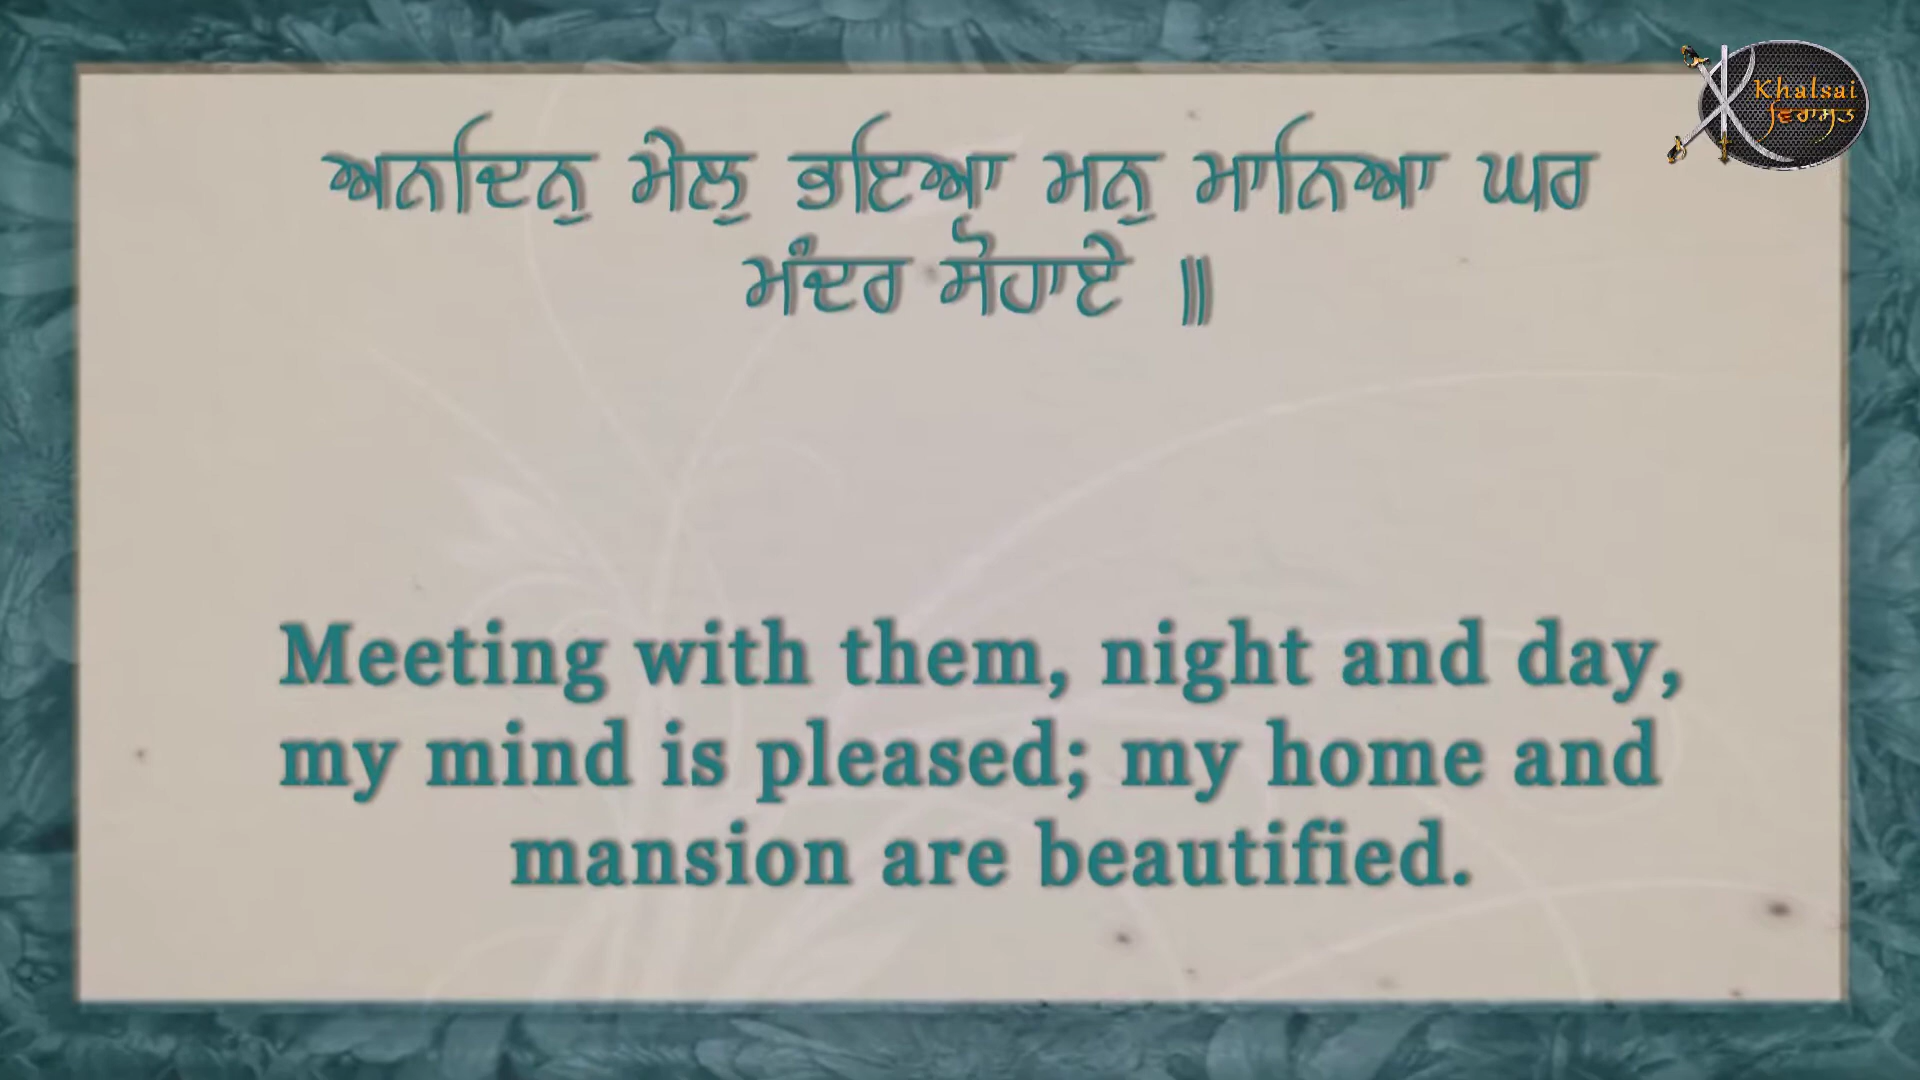 Khalsai
ਵਿਰਾਸਤ
ਅਨਦਿਨੁ ਮੇਲੁ ਭਇਆ ਮਨੁ ਮਾਨਿਆ ਘਰ
ਮੰਦਰ ਸੋਹਾਏ ॥
Meeting with them, night and day,
my mind is pleased; my home and
mansion are beautified.